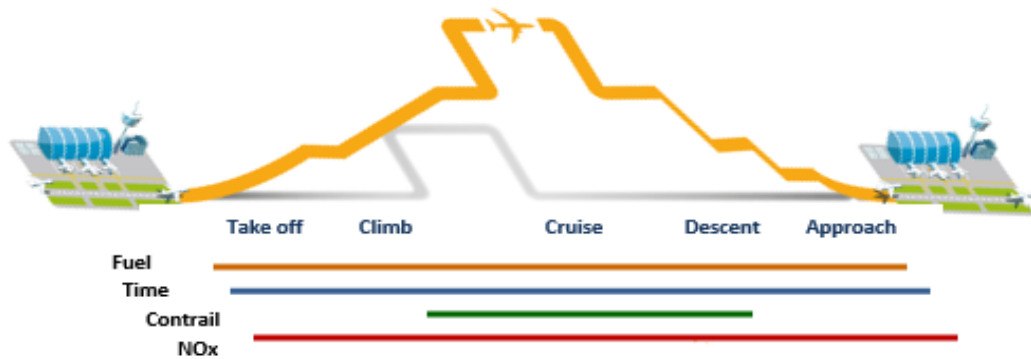 Take off Climb Cruise Descent Approach
Fuel
Time
Contrail
NOx